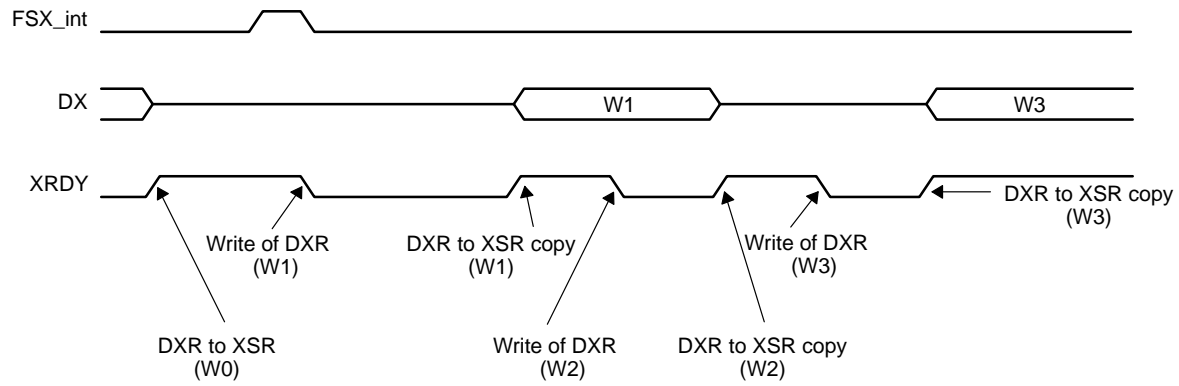 FSX_int
DX
W1
W3
XRDY
DXR to XSR copy
(W3)
Write of DXR
(W1)
DXR to XSR copy
(W1)
Write of DXR
(W3)
DXR to XSR
(W0)
Write of DXR
(W2)
DXR to XSR copy
(W2)